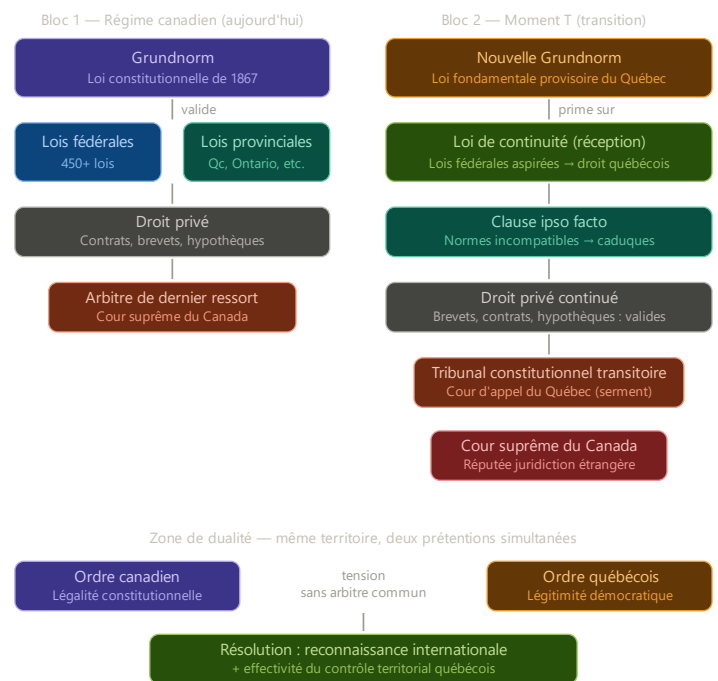 Bloc 1 — Régime canadien (aujourd'hui)
Grundnorm
Loi constitutionnelle de 1867
valide
Lois fédérales
450+ lois
Lois provinciales
Qc, Ontario, etc.
Droit privé
Contrats, brevets, hypothèques
Arbitre de dernier ressort
Cour suprême du Canada
Bloc 2 — Moment T (transition)
Nouvelle Grundnorm
Loi fondamentale provisoire du Québec
prime sur
Loi de continuité (réception)
Lois fédérales aspirées → droit québécois
Clause ipso facto
Normes incompatibles → caduques
Droit privé continué
Brevets, contrats, hypothèques : valides
Tribunal constitutionnel transitoire
Cour d'appel du Québec (serment)
Cour suprême du Canada
Réputée juridiction étrangère
Zone de dualité — même territoire, deux prétentions simultanées
Ordre canadien
Légalité constitutionnelle
tension
sans arbitre commun
Ordre québécois
Légitimité démocratique
Résolution : reconnaissance internationale
+ effectivité du contrôle territorial québécois